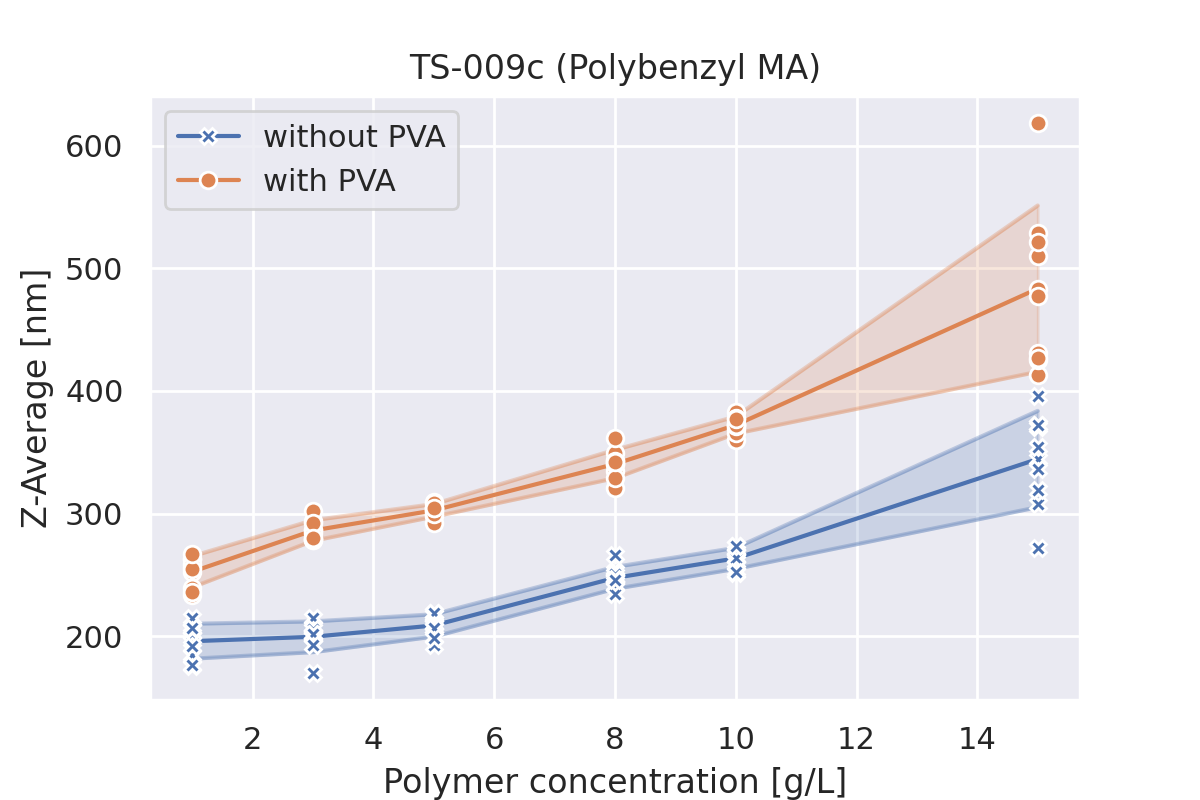 TS-009c (Polybenzyl MA)
without PVA
with PVA
600
500
400
300
200
Z-Average [nm]
2 4 6 8 10 12 14
Polymer concentration [g/L]